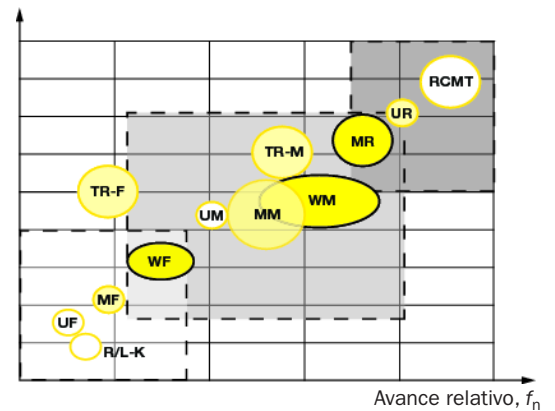 RCMT
UR
MR
TR-M
TR-F
WM
MM
UM
WF
MF
UF
R/L-K
Avance relativo, fn